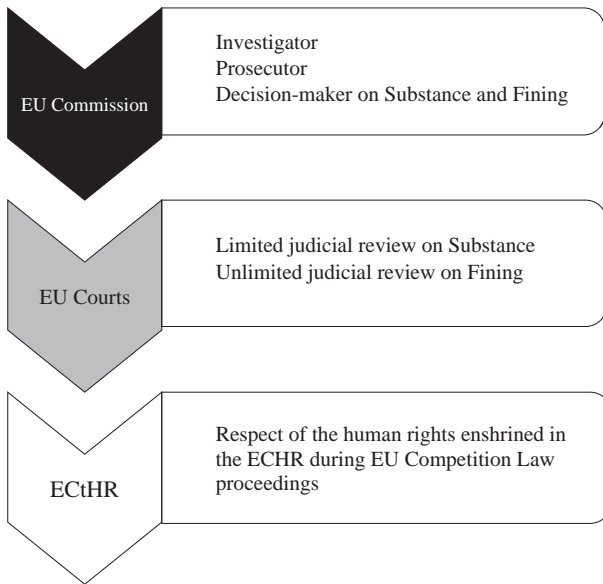 EU Commission
Investigator
Prosecutor
Decision-maker on Substance and Fining
EU Courts
Limited judicial review on Substance
Unlimited judicial review on Fining
ECtHR
Respect of the human rights enshrined in
the ECHR during EU Competition Law
proceedings